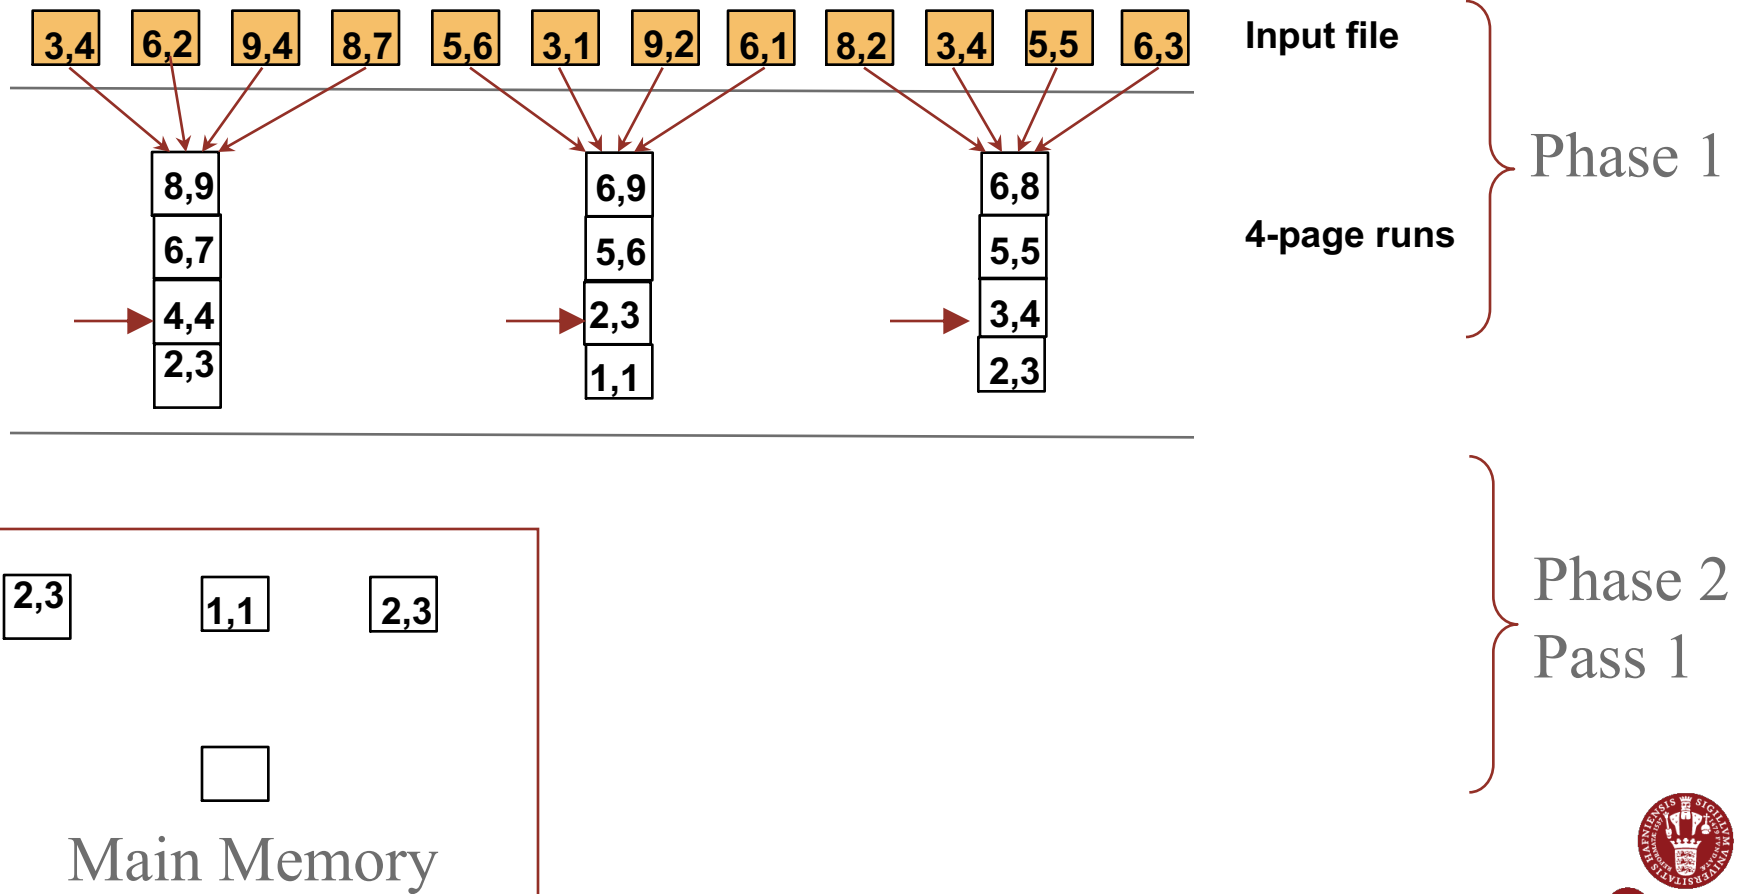 3,4 6,2 9,4 8,7 5,6 3,1 9,2 6,1 8,2 3,4 5,5 6,3
Input file
Phase 1
8,9 6,9 6,8
6,7 5,6 5,5
4-page runs
4,4 2,3 3,4
2,3 1,1 2,3
2,3 1,1 2,3
Phase 2
Pass 1
Main Memory